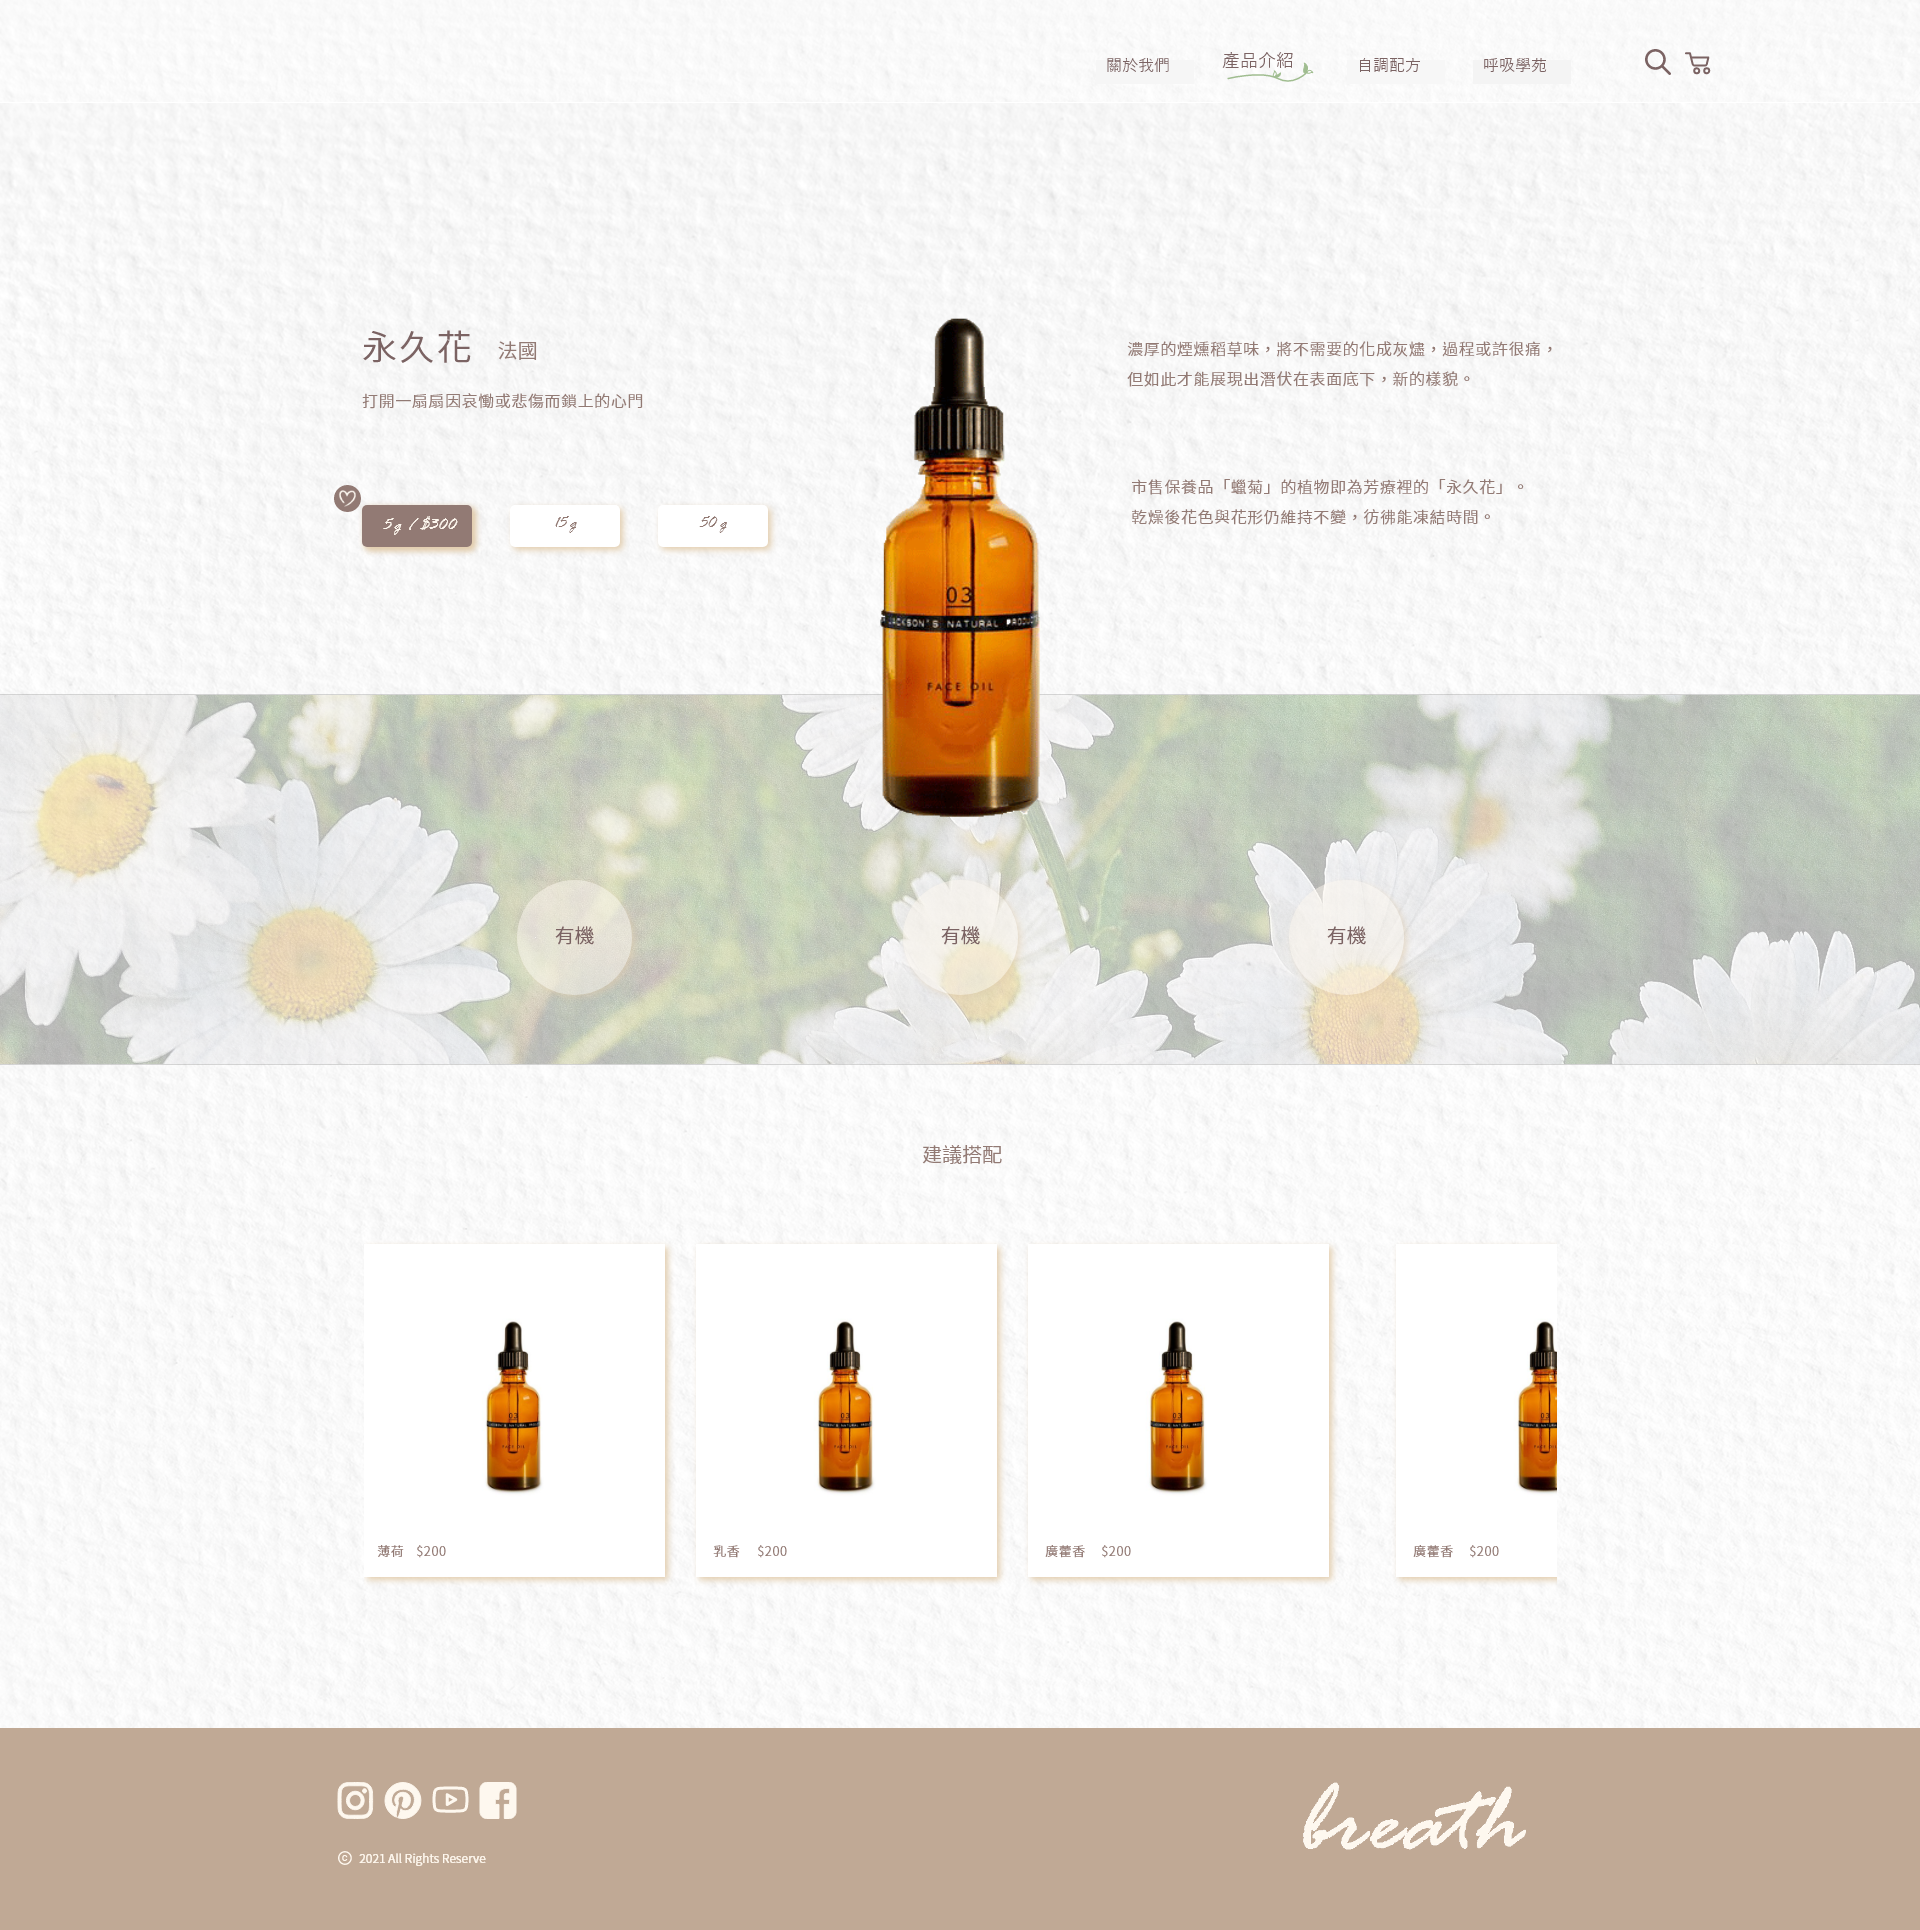 關於我們
產品介紹
自調配方
呼吸學苑
永久花 法國
打開一扇扇因哀慟或悲傷而鎖上的心門
5g / $300
15g
50g
濃厚的煙燻稻草味，將不需要的化成灰燼，過程或許很痛，
但如此才能展現出潛伏在表面底下，新的樣貌。
市售保養品「蠟菊」的植物即為芳療裡的「永久花」。
乾燥後花色與花形仍維持不變，彷彿能凍結時間。
03
JACKSON'S NATURAL PRODUCT
FACE OIL
有機
有機
有機
建議搭配
薄荷 $200
乳香 $200
廣藿香 $200
廣藿香 $200
breath
© 2021 All Rights Reserve